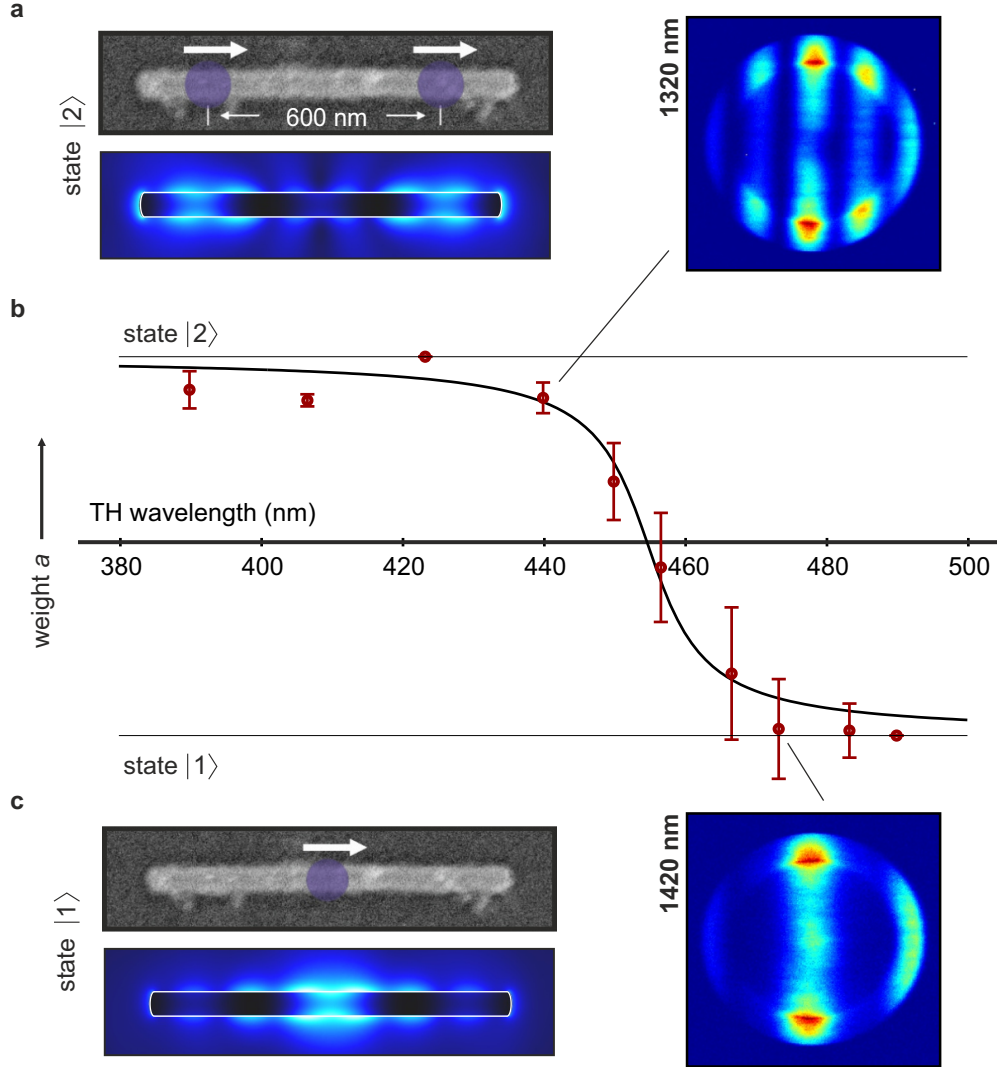 a
state |2⟩
600 nm
1320 nm
b
state |2⟩
weight a
TH wavelength (nm)
380 400 420 440 460 480 500
state |1⟩
c
state |1⟩
1420 nm